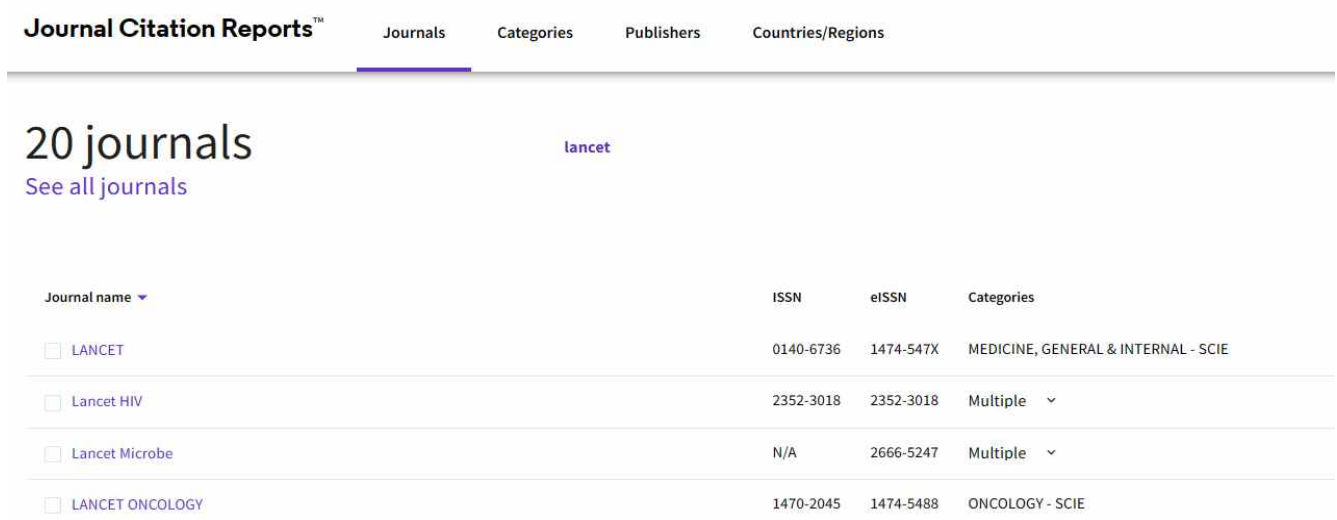 Journal Citation Reports™ Journals Categories Publishers Countries/Regions
20 journals lancet
See all journals
Journal name ISSN eISSN Categories
LANCET 0140-6736 1474-547X MEDICINE, GENERAL & INTERNAL - SCIE
Lancet HIV 2352-3018 2352-3018 Multiple
Lancet Microbe N/A 2666-5247 Multiple
LANCET ONCOLOGY 1470-2045 1474-5488 ONCOLOGY - SCIE